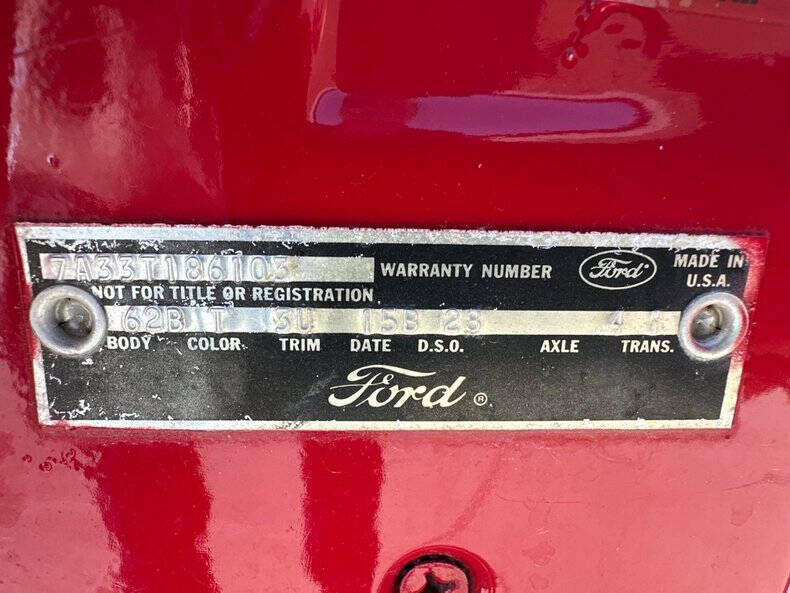 7A33T186103 WARRANTY NUMBER Ford MADE IN U.S.A.
NOT FOR TITLE OR REGISTRATION
62B T 3U 15B 23 4
BODY COLOR TRIM DATE D.S.O. AXLE TRANS.
Ford ®